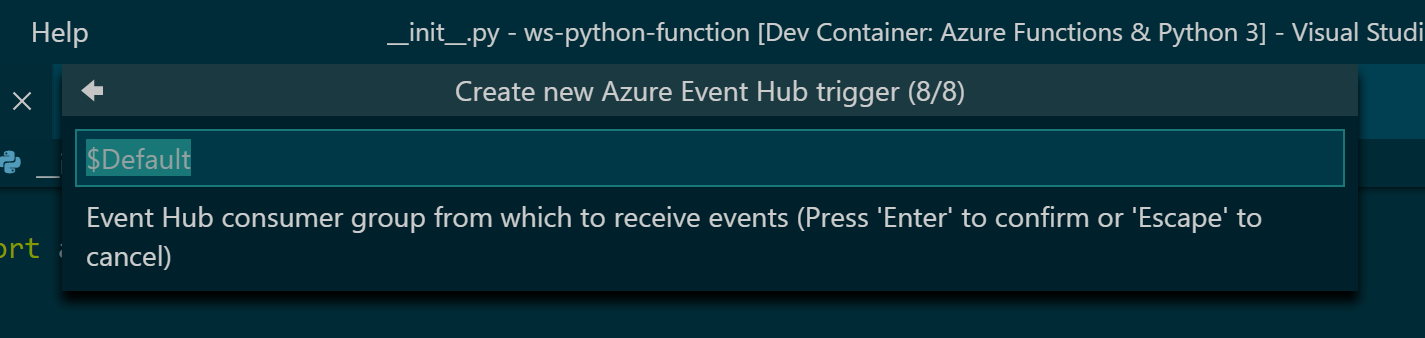 Help
__init__.py - ws-python-function [Dev Container: Azure Functions & Python 3] - Visual
Create new Azure Event Hub trigger (8/8)
$Default
Event Hub consumer group from which to receive events (Press 'Enter' to confirm or 'Escape' to
cancel)